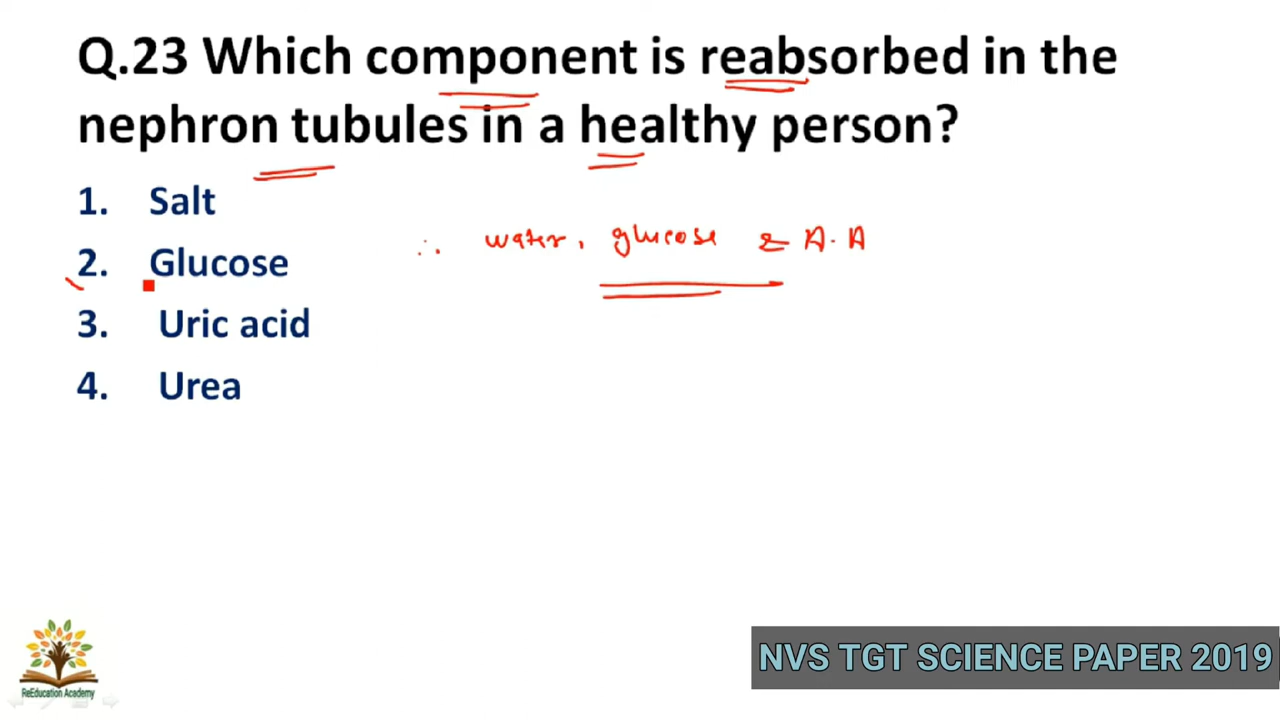 Q.23 Which component is reabsorbed in the
nephron tubules in a healthy person?
1. Salt
∴ water, glucose & A.A
2. Glucose
3. Uric acid
4. Urea
ReEducation Academy
NVS TGT SCIENCE PAPER 2019